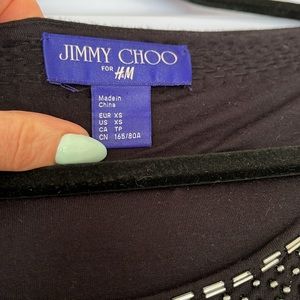 JIMMY CHOO
FOR H&M
Made in
China
EUR XS
US XS
CA TP
CN 165/80A